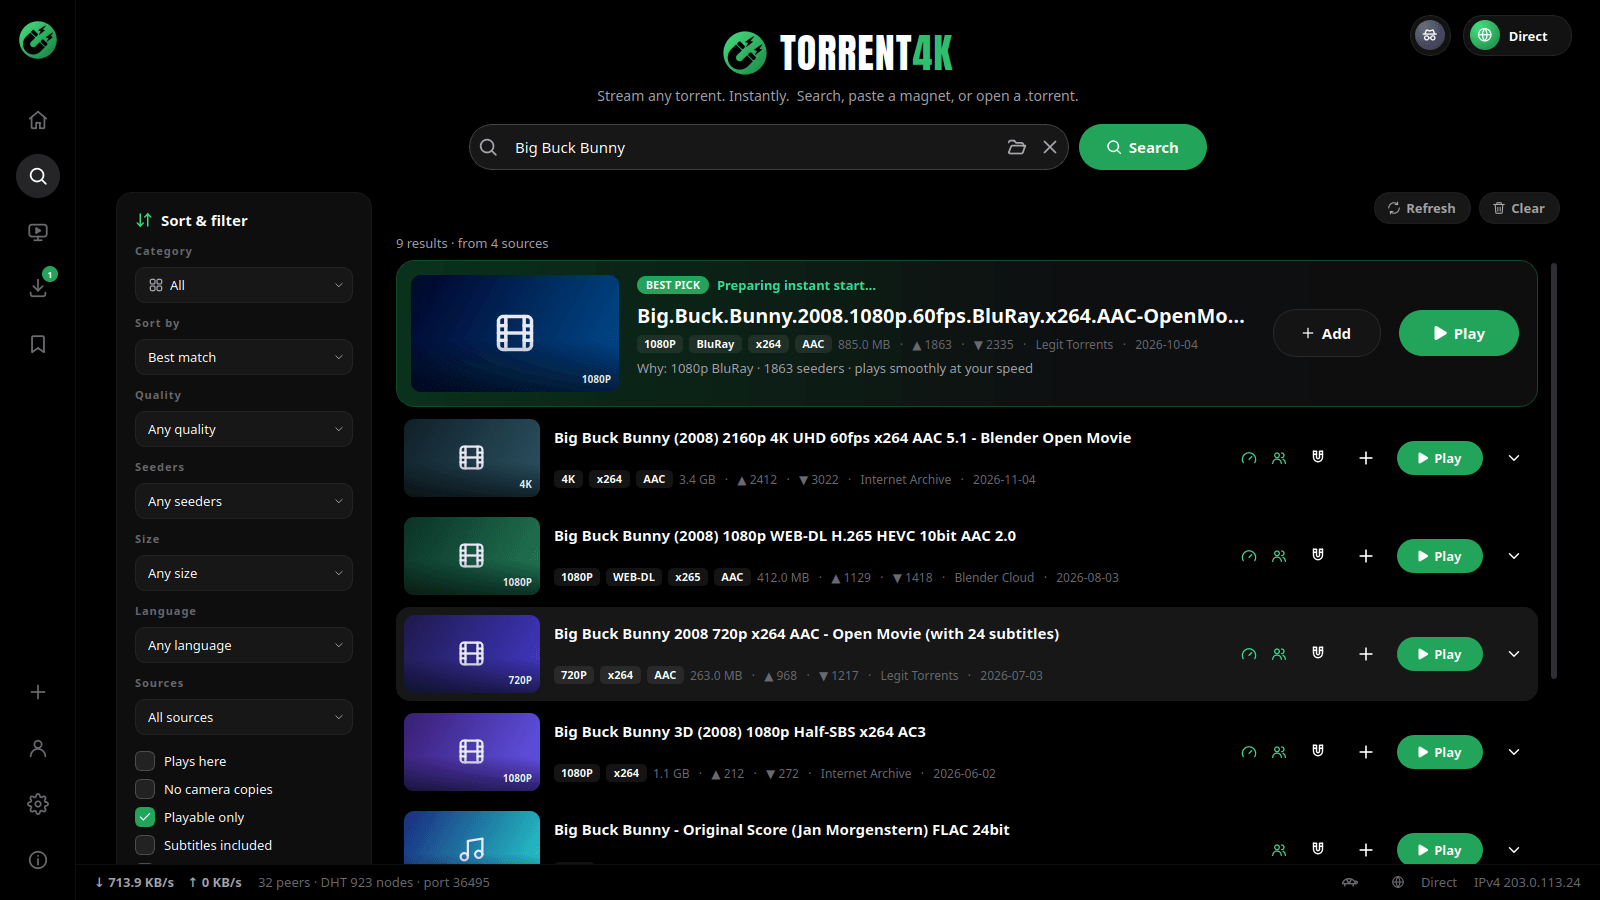 TORRENT4K
Direct
Stream any torrent. Instantly. Search, paste a magnet, or open a .torrent.
Big Buck Bunny
Search
Sort & filter
Category
All
Sort by
Best match
Quality
Any quality
Seeders
Any seeders
Size
Any size
Language
Any language
Sources
All sources
Plays here
No camera copies
Playable only
Subtitles included
1
Refresh
Clear
9 results · from 4 sources
BEST PICK Preparing instant start...
Big.Buck.Bunny.2008.1080p.60fps.BluRay.x264.AAC-OpenMo...
1080P BluRay x264 AAC 885.0 MB · ▲ 1863 · ▼ 2335 · Legit Torrents · 2026-10-04
Why: 1080p BluRay · 1863 seeders · plays smoothly at your speed
1080P
+ Add
Play
Big Buck Bunny (2008) 2160p 4K UHD 60fps x264 AAC 5.1 - Blender Open Movie
4K x264 AAC 3.4 GB · ▲ 2412 · ▼ 3022 · Internet Archive · 2026-11-04
4K
Play
Big Buck Bunny (2008) 1080p WEB-DL H.265 HEVC 10bit AAC 2.0
1080P WEB-DL x265 AAC 412.0 MB · ▲ 1129 · ▼ 1418 · Blender Cloud · 2026-08-03
1080P
Play
Big Buck Bunny 2008 720p x264 AAC - Open Movie (with 24 subtitles)
720P x264 AAC 263.0 MB · ▲ 968 · ▼ 1217 · Legit Torrents · 2026-07-03
720P
Play
Big Buck Bunny 3D (2008) 1080p Half-SBS x264 AC3
1080P x264 1.1 GB · ▲ 212 · ▼ 272 · Internet Archive · 2026-06-02
1080P
Play
Big Buck Bunny - Original Score (Jan Morgenstern) FLAC 24bit
Play
↓ 713.9 KB/s ↑ 0 KB/s 32 peers · DHT 923 nodes · port 36495
Direct IPv4 203.0.113.24